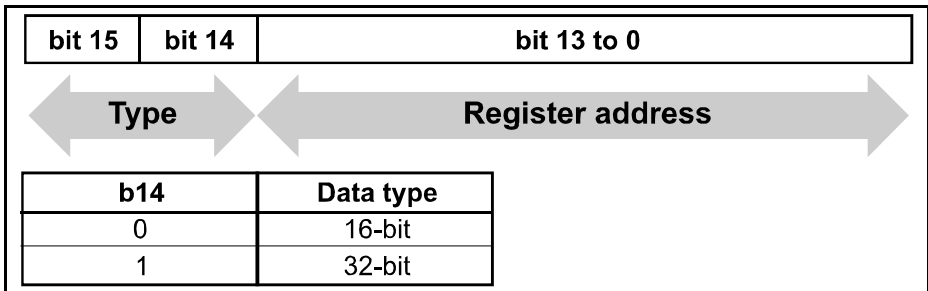 bit 15 bit 14 bit 13 to 0
Type Register address
b14 Data type
0 16-bit
1 32-bit